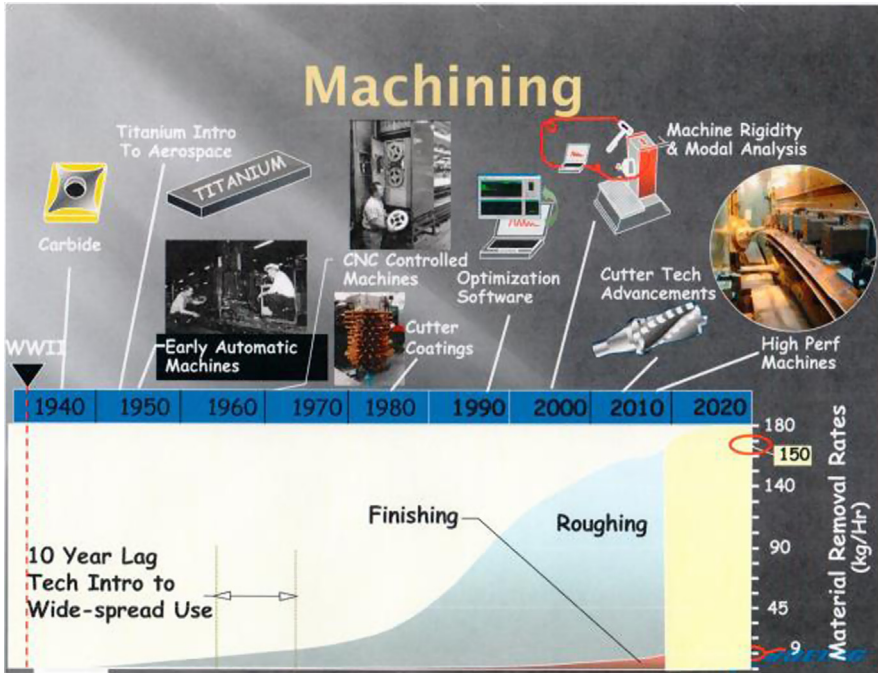 Machining
Titanium Intro
To Aerospace
TITANIUM
Machine Rigidity
& Modal Analysis
Carbide
CNC Controlled
Machines
Optimization
Software
Cutter Tech
Advancements
Cutter
Coatings
WWII
Early Automatic
Machines
High Perf
Machines
1940 1950 1960 1970 1980 1990 2000 2010 2020
180
150
140
90
45
9
Material Removal Rates
(kg/Hr)
Finishing
Roughing
10 Year Lag
Tech Intro to
Wide-spread Use